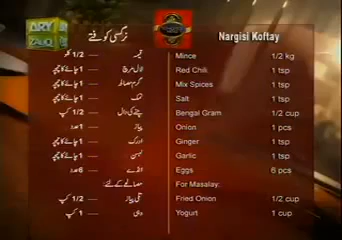 ARY
ZAUQ
نرگسی کوفتے
Nargisi Koftay
قیمہ — 1/2 کلو
Mince 1/2 kg
لال مرچ — 1 چائے کا چمچ
Red Chili 1 tsp
گرم مصالحہ — 1 چائے کا چمچ
Mix Spices 1 tsp
نمک — 1 چائے کا چمچ
Salt 1 tsp
چنے کی دال — 1/2 کپ
Bengal Gram 1/2 cup
پیاز — 1 عدد
Onion 1 pcs
ادرک — 1 چائے کا چمچ
Ginger 1 tsp
لہسن — 1 چائے کا چمچ
Garlic 1 tsp
انڈے — 6 عدد
Eggs 6 pcs
مصالحے کے لئے:
For Masalay:
تلی پیاز — 1/2 کپ
Fried Onion 1/2 cup
دہی — 1 کپ
Yogurt 1 cup